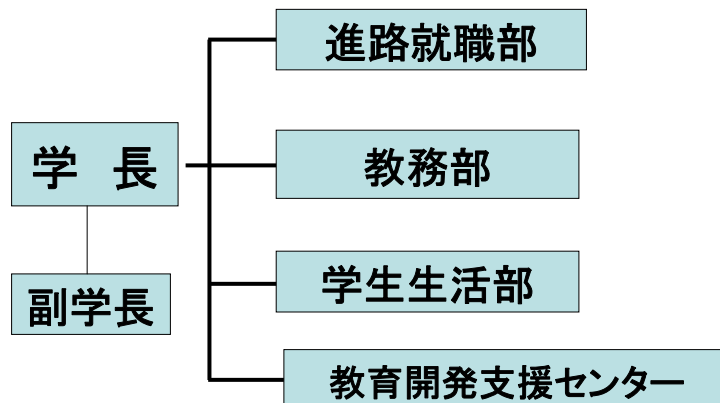 進路就職部
学　長
教務部
学生生活部
副学長
教育開発支援センター